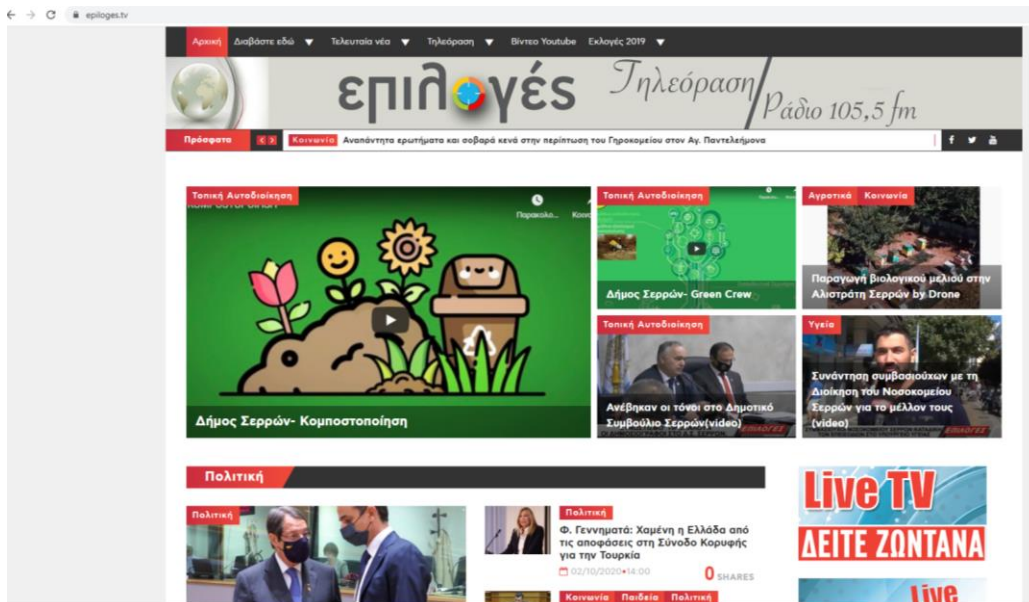 epiloges.tv
Αρχική Διαβάστε εδώ Τελευταία νέα Τηλεόραση Βίντεο Youtube Εκλογές 2019
επιλογές Τηλεόραση/Ράδιο 105,5 fm
Πρόσφατα Κοινωνία Αναπάντητα ερωτήματα και σοβαρά κενά στην περίπτωση του Γηροκομείου στον Αγ. Παντελεήμονα
Τοπική Αυτοδιοίκηση
Παρακολο...
Δήμος Σερρών- Κομποστοποίηση
Τοπική Αυτοδιοίκηση
Δήμος Σερρών- Green Crew
Αγροτικά Κοινωνία
Παραγωγή βιολογικού μελιού στην
Αλιστράτη Σερρών by Drone
Τοπική Αυτοδιοίκηση
Ανέβηκαν οι τόνοι στο Δημοτικό
Συμβούλιο Σερρών(video)
ΕΠΙΛΟΓΕΣ
Υγεία
Συνάντηση συμβασιούχων με τη
Διοίκηση του Νοσοκομείου
Σερρών για το μέλλον τους
(video)
ΕΠΙΛΟΓΕΣ
Πολιτική
Πολιτική
Πολιτική
Φ. Γεννηματά: Χαμένη η Ελλάδα από
τις αποφάσεις στη Σύνοδο Κορυφής
για την Τουρκία
02/10/2020•14:00
0 SHARES
Κοινωνία Παιδεία Πολιτική
Live TV
ΔΕΙΤΕ ΖΩΝΤΑΝΑ
Live